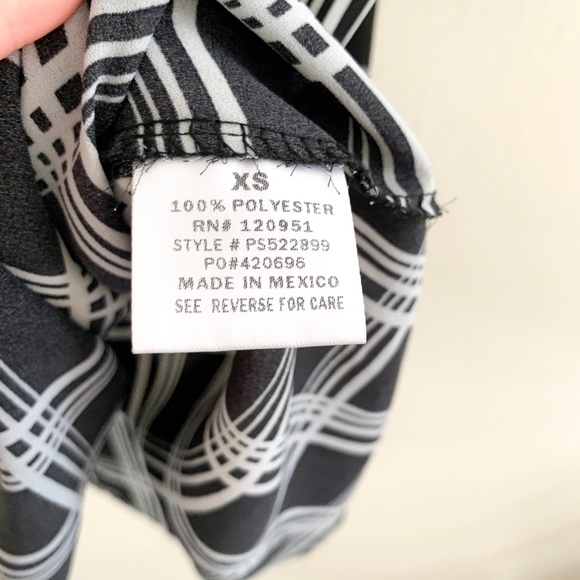 XS
100% POLYESTER
RN# 120951
STYLE # PS522899
PO#420696
MADE IN MEXICO
SEE REVERSE FOR CARE